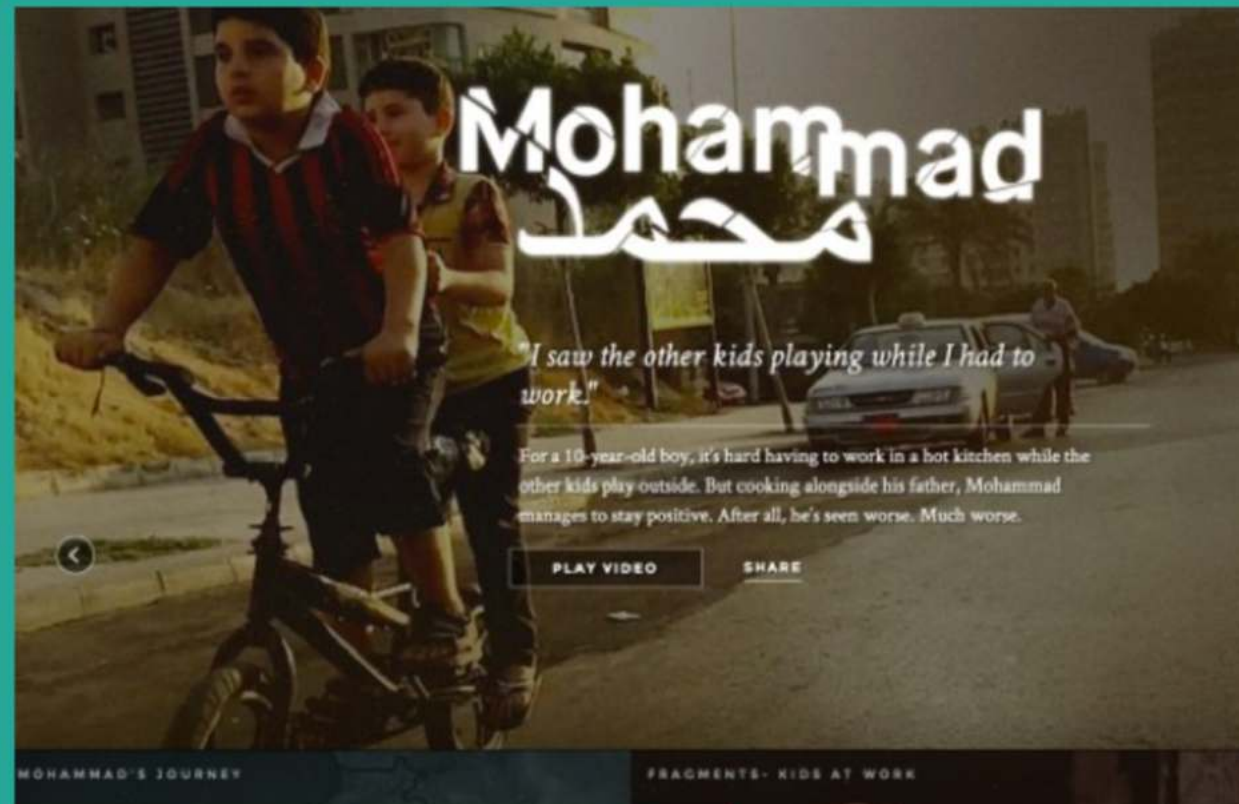 Mohammad
محمد
"I saw the other kids playing while I had to
work."
For a 10-year-old boy, it's hard having to work in a hot kitchen while the
other kids play outside. But cooking alongside his father, Mohammad
manages to stay positive. After all, he's seen worse. Much worse.
PLAY VIDEO SHARE
MOHAMMAD'S JOURNEY FRAGMENTS- KIDS AT WORK